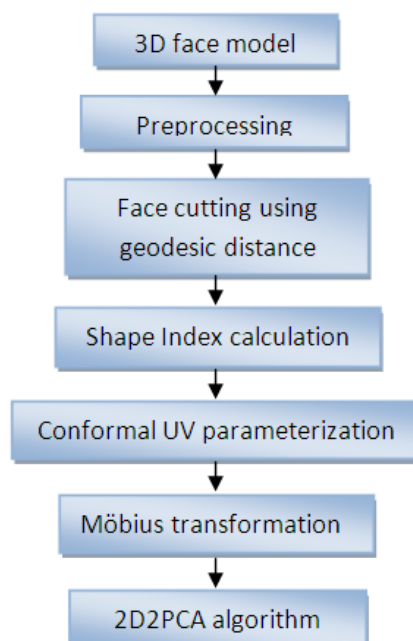 3D face model
Preprocessing
Face cutting using
geodesic distance
Shape Index calculation
Conformal UV parameterization
Möbius transformation
2D2PCA algorithm